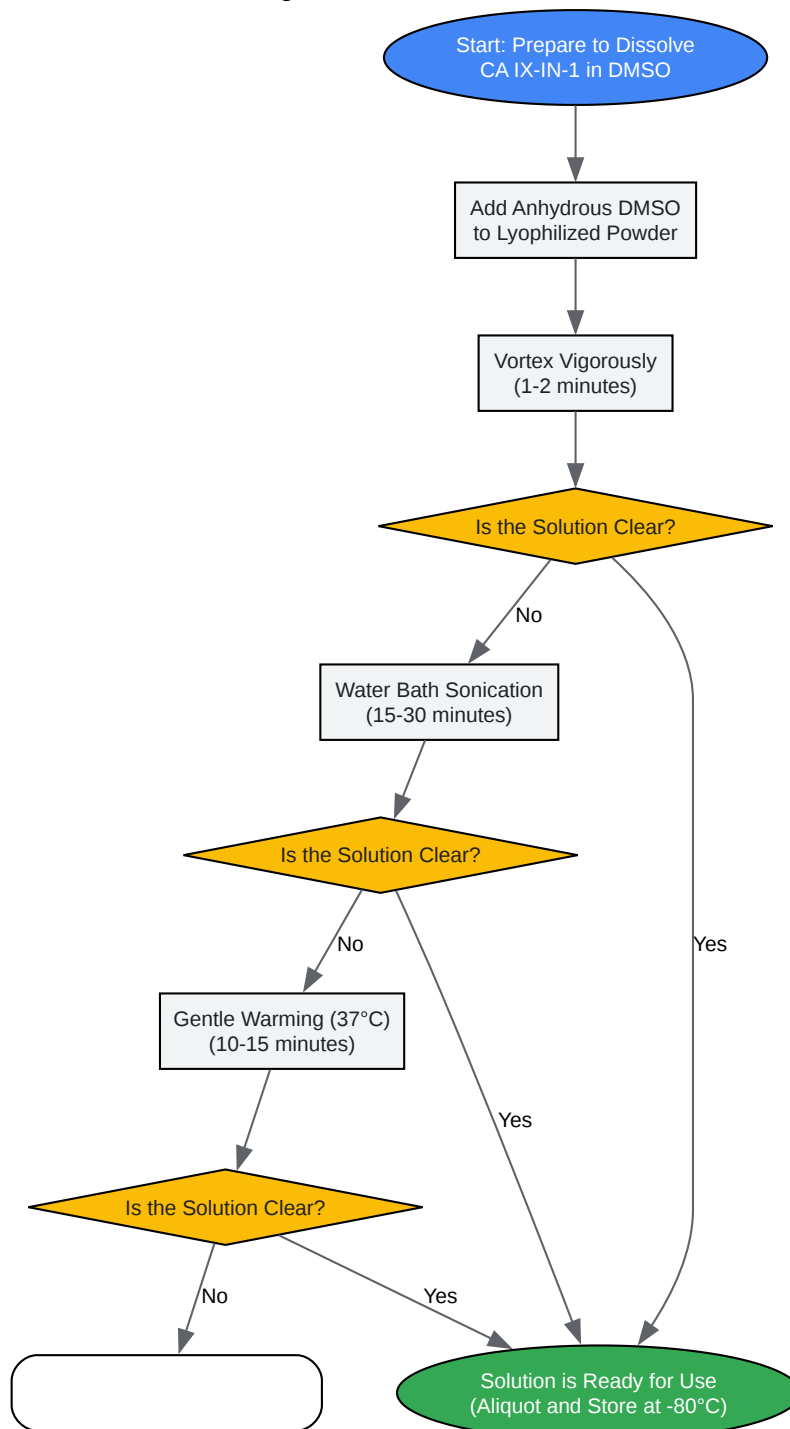 Start: Prepare to Dissolve
CA IX-IN-1 in DMSO
Add Anhydrous DMSO
to Lyophilized Powder
Vortex Vigorously
(1-2 minutes)
Is the Solution Clear?
No
Water Bath Sonication
(15-30 minutes)
Is the Solution Clear?
No
Yes
Gentle Warming (37°C)
(10-15 minutes)
Yes
Is the Solution Clear?
No
Yes
Solution is Ready for Use
(Aliquot and Store at -80°C)